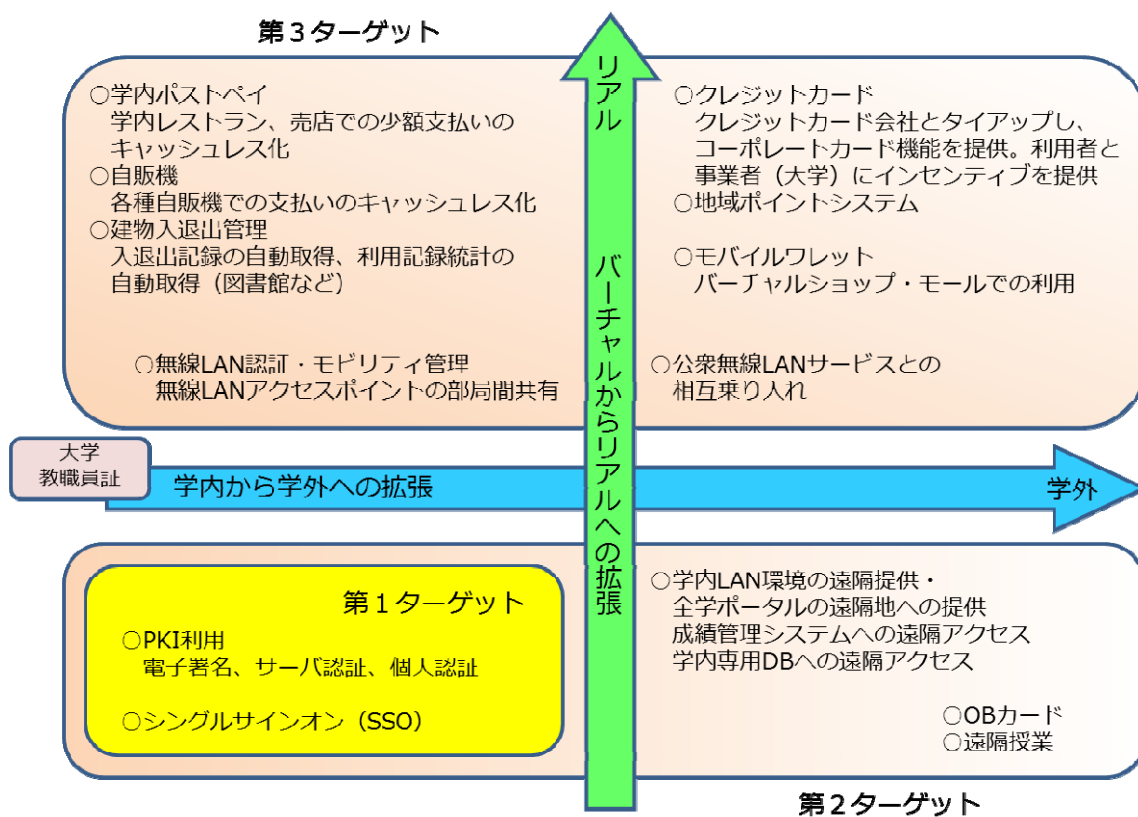 第３ターゲット
○学内ポストペイ
学内レストラン、売店での少額支払いの
キャッシュレス化
○自販機
各種自販機での支払いのキャッシュレス化
○建物入退出管理
入退出記録の自動取得、利用記録統計の
自動取得（図書館など）
○無線LAN認証・モビリティ管理
無線LANアクセスポイントの部局間共有
リアル
バーチャルからリアルへの拡張
○クレジットカード
クレジットカード会社とタイアップし、
コーポレートカード機能を提供。利用者と
事業者（大学）にインセンティブを提供
○地域ポイントシステム
○モバイルワレット
バーチャルショップ・モールでの利用
○公衆無線LANサービスとの
相互乗り入れ
大学
教職員証
学内から学外への拡張
学外
第１ターゲット
○PKI利用
電子署名、サーバ認証、個人認証
○シングルサインオン（SSO）
○学内LAN環境の遠隔提供・
全学ポータルの遠隔地への提供
成績管理システムへの遠隔アクセス
学内専用DBへの遠隔アクセス
○OBカード
○遠隔授業
第２ターゲット